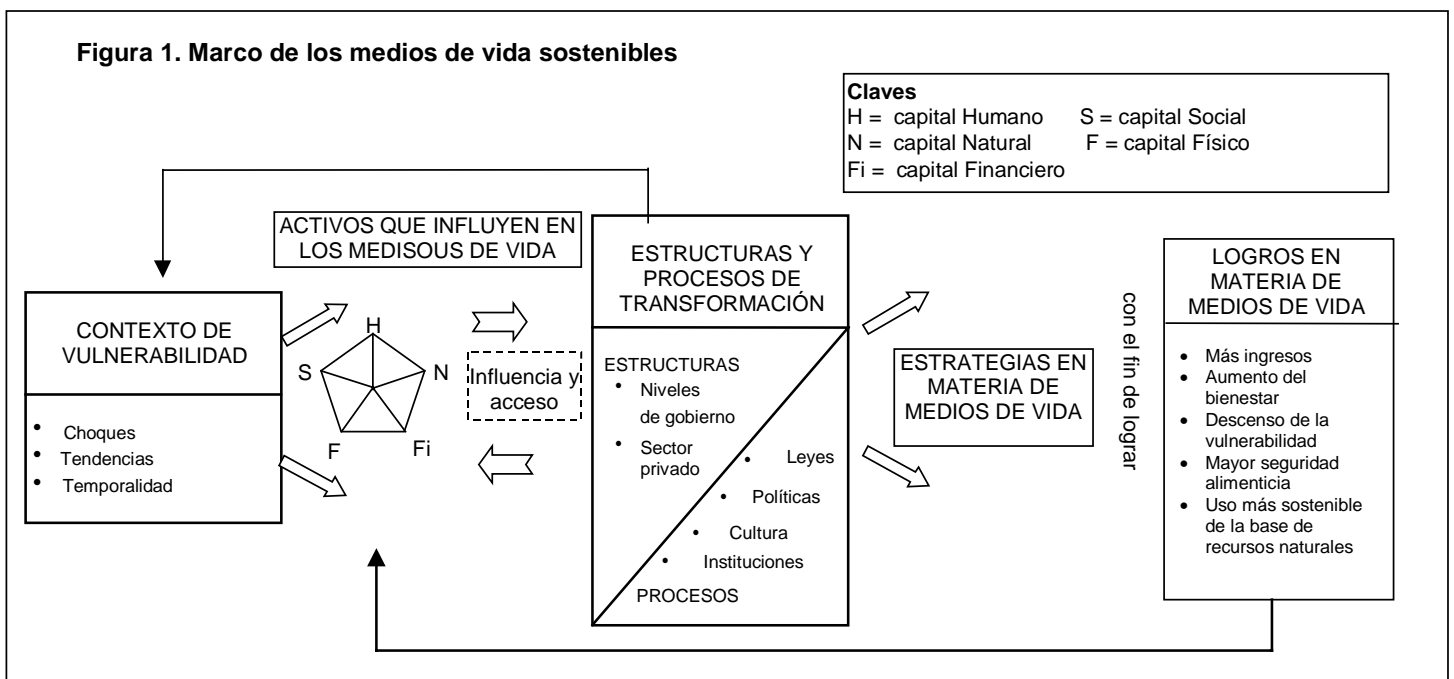 Figura 1. Marco de los medios de vida sostenibles
Claves
H = capital Humano S = capital Social
N = capital Natural F = capital Físico
Fi = capital Financiero
ACTIVOS QUE INFLUYEN EN
LOS MEDISOUS DE VIDA
CONTEXTO DE
VULNERABILIDAD
• Choques
• Tendencias
• Temporalidad
H
S
N
F
Fi
Influencia y
acceso
ESTRUCTURAS Y
PROCESOS DE
TRANSFORMACIÓN
ESTRUCTURAS
• Niveles
de gobierno
• Sector
privado
• Leyes
• Políticas
• Cultura
• Instituciones
PROCESOS
ESTRATEGIAS EN
MATERIA DE
MEDIOS DE VIDA
con el fin de lograr
LOGROS EN
MATERIA DE
MEDIOS DE VIDA
• Más ingresos
• Aumento del
bienestar
• Descenso de la
vulnerabilidad
• Mayor seguridad
alimenticia
• Uso más sostenible
de la base de
recursos naturales